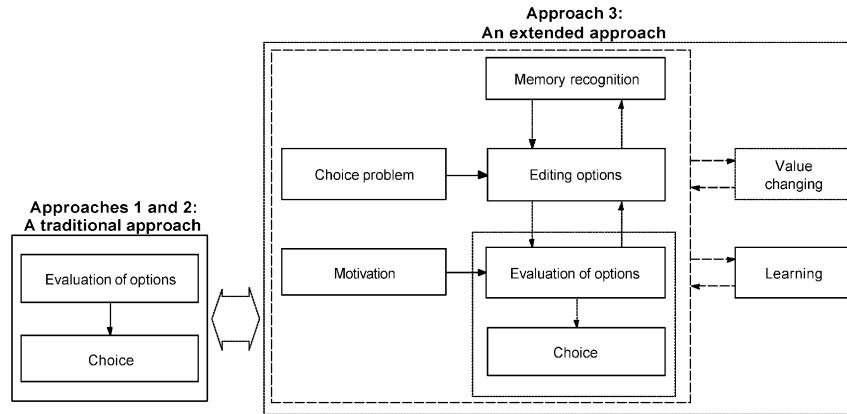 Approach 3:
An extended approach
Memory recognition
Choice problem
Editing options
Value
changing
Approaches 1 and 2:
A traditional approach
Evaluation of options
Choice
Motivation
Evaluation of options
Learning
Choice